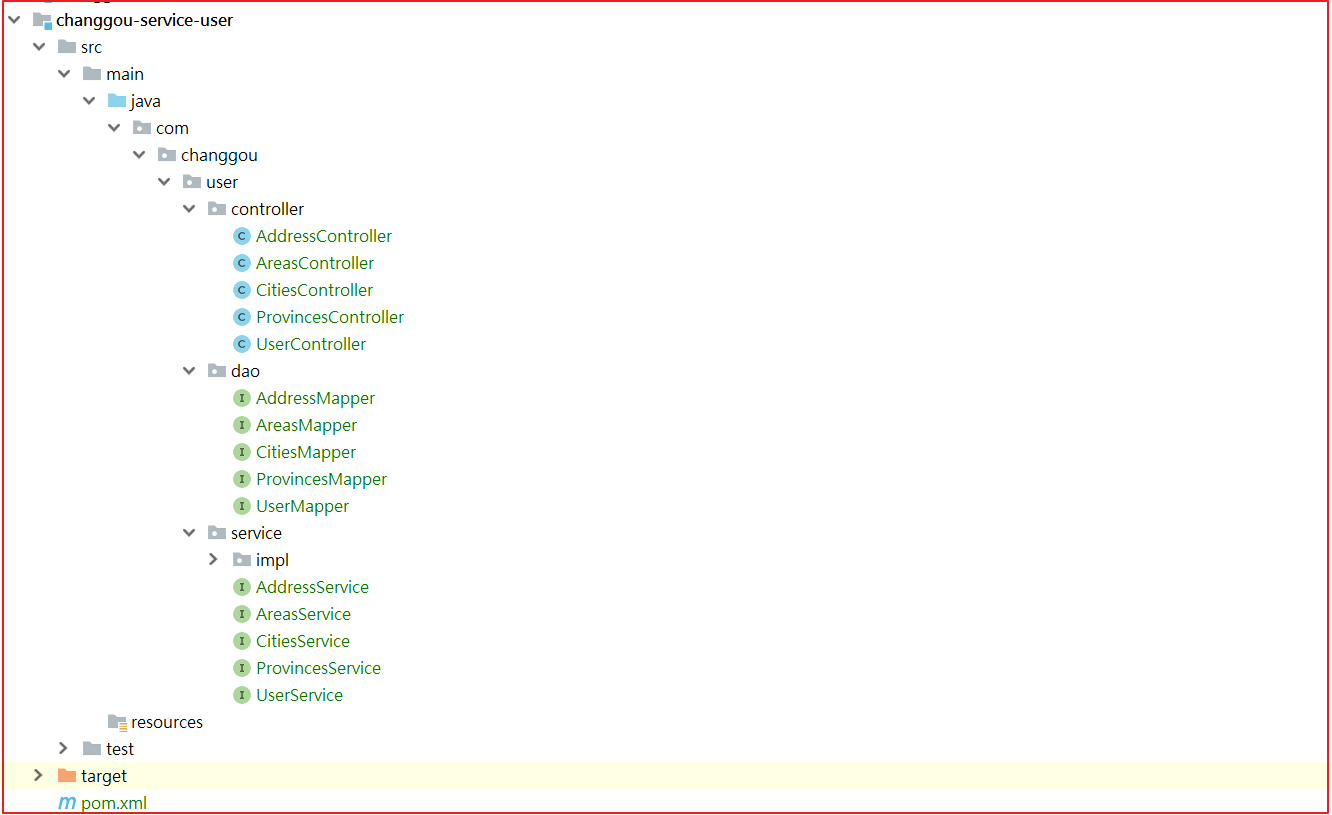 changgou-service-user
src
main
java
com
changgou
user
controller
C AddressController
C AreasController
C CitiesController
C ProvincesController
C UserController
dao
I AddressMapper
I AreasMapper
I CitiesMapper
I ProvincesMapper
I UserMapper
service
impl
I AddressService
I AreasService
I CitiesService
I ProvincesService
I UserService
resources
test
target
m pom.xml